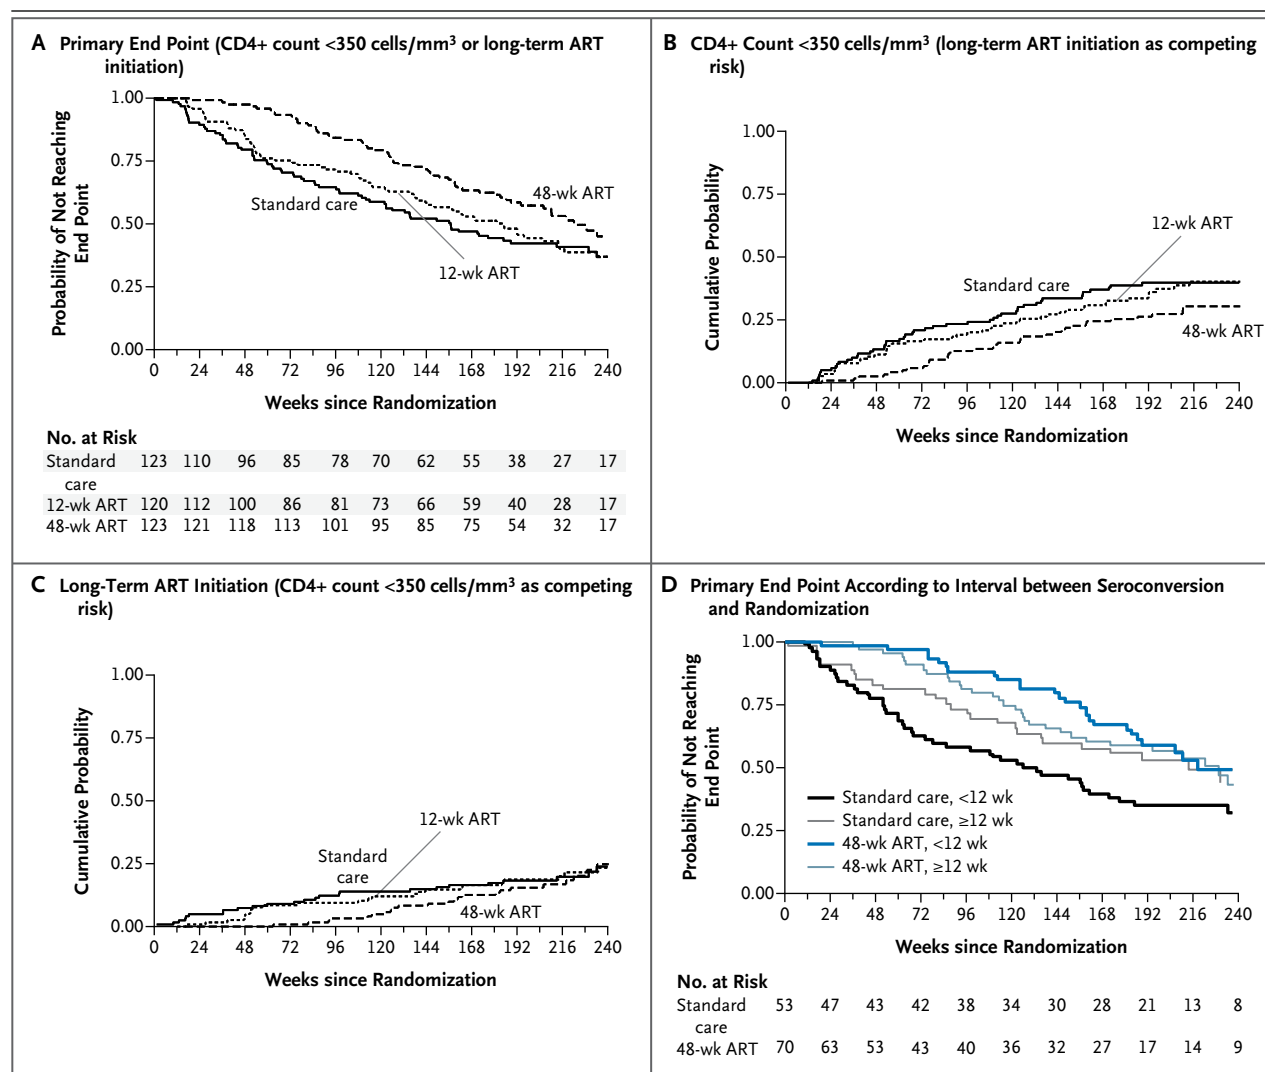 A Primary End Point (CD4+ count <350 cells/mm³ or long-term ART
initiation)
1.00
0.75
0.50
0.25
0.00
Probability of Not Reaching
End Point
48-wk ART
Standard care
12-wk ART
0 24 48 72 96 120 144 168 192 216 240
Weeks since Randomization
No. at Risk
Standard 123 110 96 85 78 70 62 55 38 27 17
care
12-wk ART 120 112 100 86 81 73 66 59 40 28 17
48-wk ART 123 121 118 113 101 95 85 75 54 32 17
B CD4+ Count <350 cells/mm³ (long-term ART initiation as competing
risk)
1.00
0.75
0.50
0.25
0.00
Cumulative Probability
12-wk ART
Standard care
48-wk ART
0 24 48 72 96 120 144 168 192 216 240
Weeks since Randomization
C Long-Term ART Initiation (CD4+ count <350 cells/mm³ as competing
risk)
1.00
0.75
0.50
0.25
0.00
Cumulative Probability
12-wk ART
Standard
care
48-wk ART
0 24 48 72 96 120 144 168 192 216 240
Weeks since Randomization
D Primary End Point According to Interval between Seroconversion
and Randomization
1.00
0.75
0.50
0.25
0.00
Probability of Not Reaching
End Point
Standard care, <12 wk
Standard care, ≥12 wk
48-wk ART, <12 wk
48-wk ART, ≥12 wk
0 24 48 72 96 120 144 168 192 216 240
Weeks since Randomization
No. at Risk
Standard 53 47 43 42 38 34 30 28 21 13 8
care
48-wk ART 70 63 53 43 40 36 32 27 17 14 9